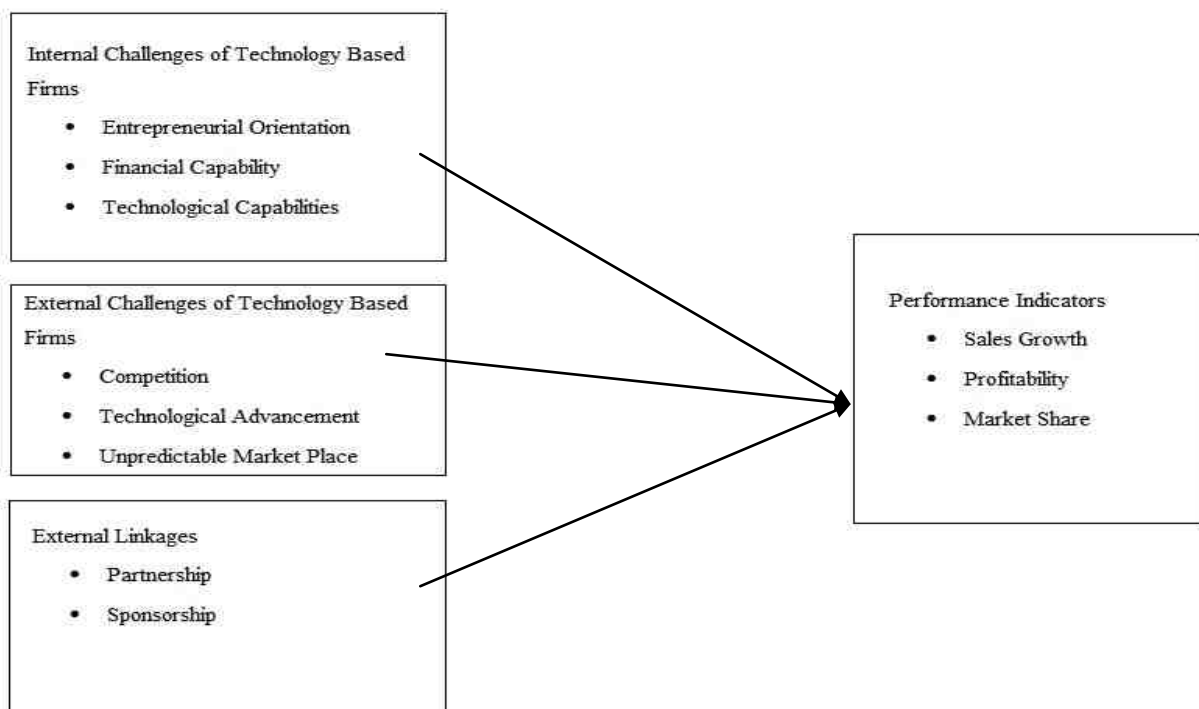 Internal Challenges of Technology Based
Firms
• Entrepreneurial Orientation
• Financial Capability
• Technological Capabilities
External Challenges of Technology Based
Firms
• Competition
• Technological Advancement
• Unpredictable Market Place
External Linkages
• Partnership
• Sponsorship
Performance Indicators
• Sales Growth
• Profitability
• Market Share